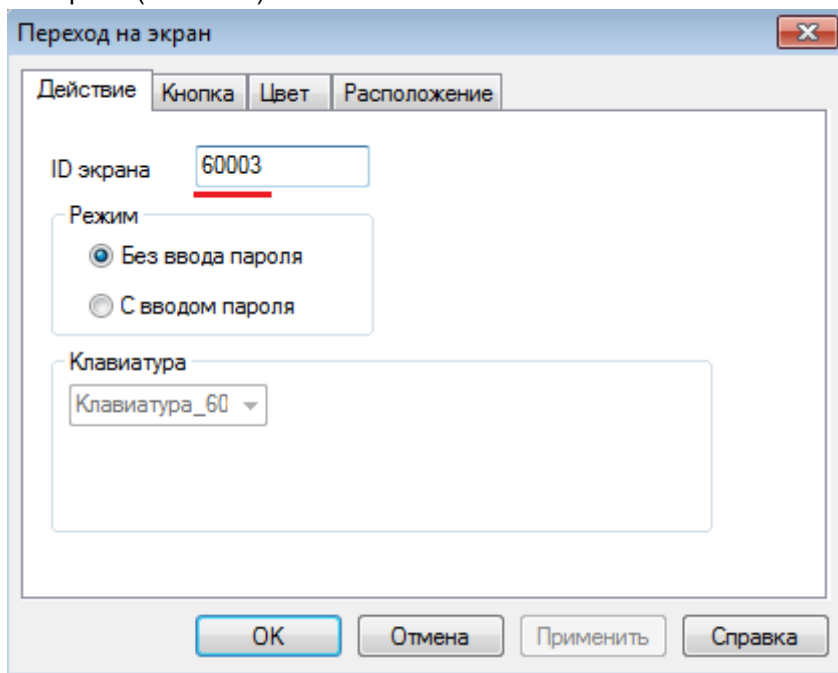 Переход на экран
Действие Кнопка Цвет Расположение
ID экрана 60003
Режим
Без ввода пароля
С вводом пароля
Клавиатура
Клавиатура_60
OK Отмена Применить Справка